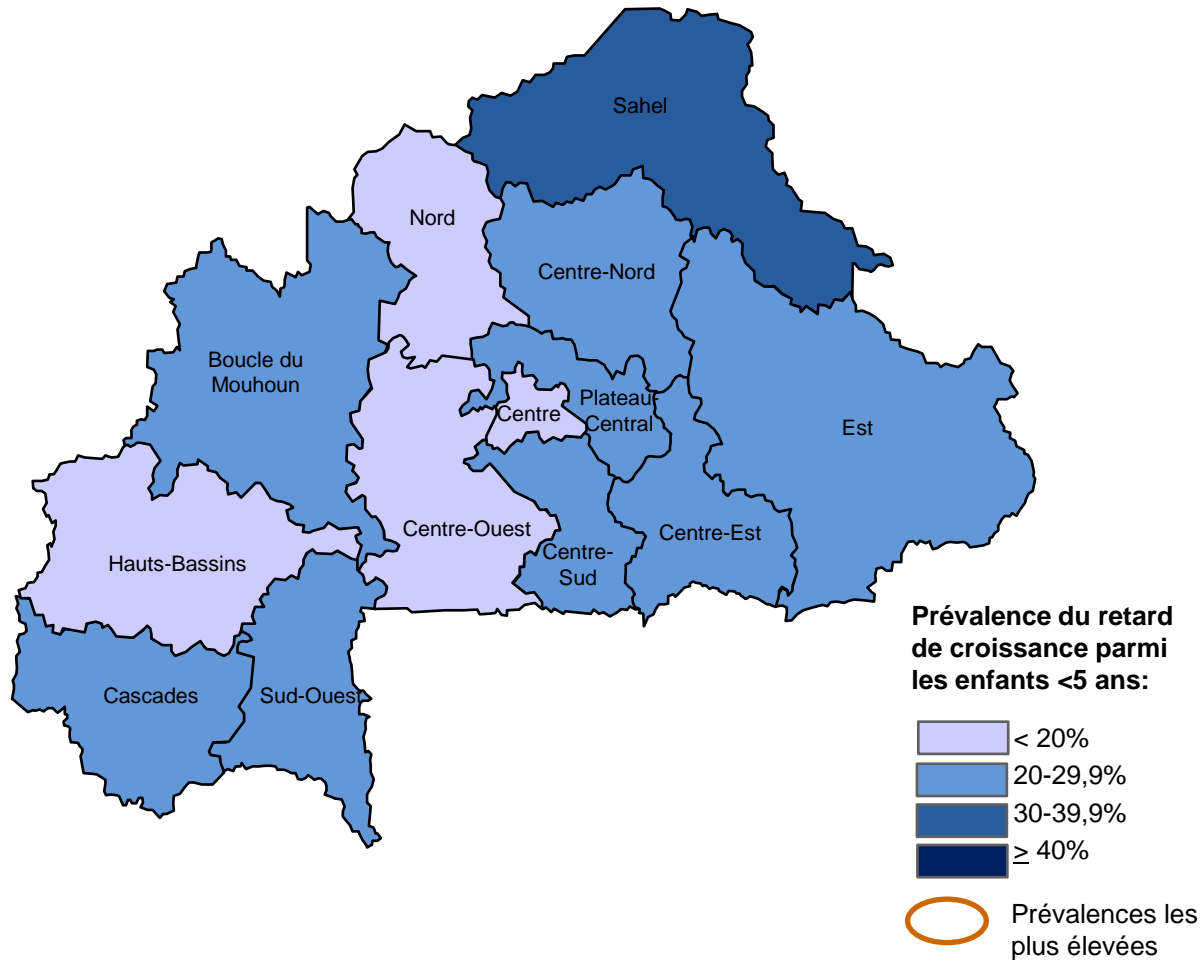 Sahel
Nord
Centre-Nord
Boucle du
Mouhoun
Plateau-
Central
Centre
Est
Centre-Ouest
Centre-Est
Centre-
Sud
Hauts-Bassins
Cascades
Sud-Ouest
Prévalence du retard
de croissance parmi
les enfants <5 ans:
< 20%
20-29,9%
30-39,9%
≥ 40%
Prévalences les
plus élevées